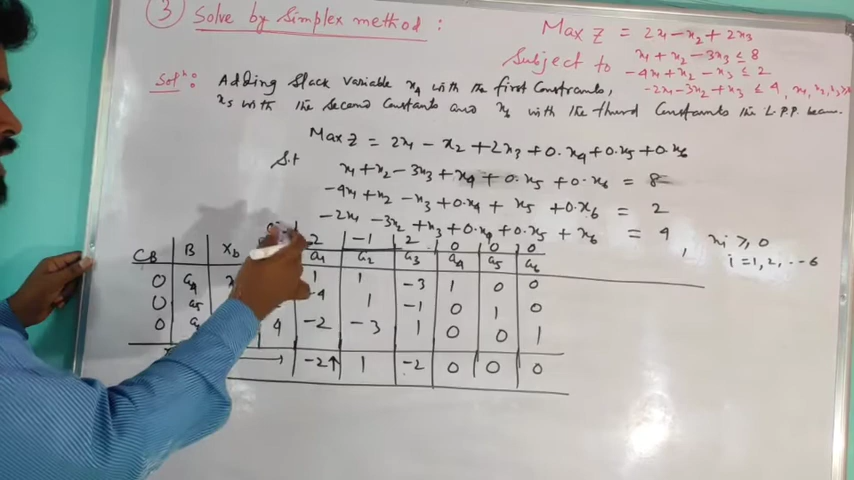 ③ Solve by Simplex method :
Max Z = 2x1 - x2 + 2x3
Subject to x1 + x2 - 3x3 ≤ 8
-4x1 + x2 - x3 ≤ 2
-2x1 - 3x2 + x3 ≤ 4, x1, x2, x3 ≥
Solⁿ: Adding Slack Variable x4 with the first Constraints,
x5 with the Second Constants and x6 with the third Constraints the L.P.P becom.
Max Z = 2x1 - x2 + 2x3 + 0.x4 + 0.x5 + 0.x6
S.t
x1 + x2 - 3x3 + x4 + 0.x5 + 0.x6 = 8
-4x1 + x2 - x3 + 0.x4 + x5 + 0.x6 = 2
-2x1 - 3x2 + x3 + 0.x4 + 0.x5 + x6 = 4, xi ≥ 0
i = 1, 2, ... 6
2 -1 2 0 0 0
CB B xb a1 a2 a3 a4 a5 a6
0 a4 1 1 -3 1 0 0
0 a5 -4 1 -1 0 1 0
0 4 -2 -3 1 0 0 1
→ -2↑ 1 -2 0 0 0